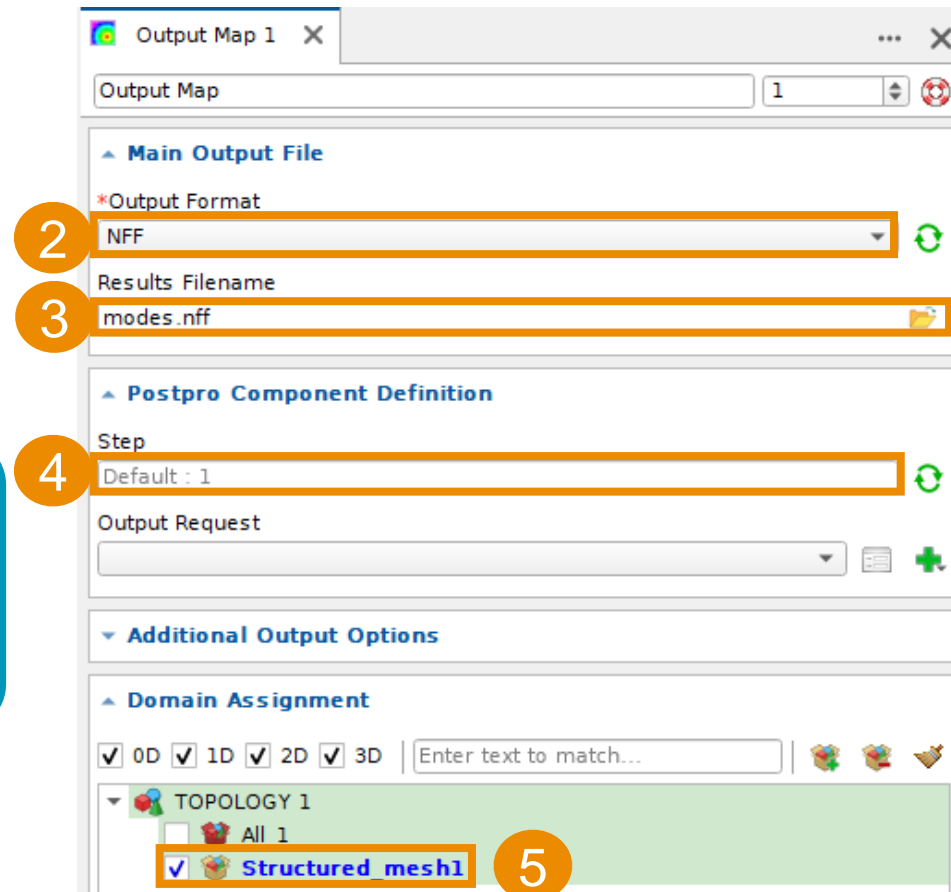 Output Map 1
Output Map 1
Main Output File
*Output Format
2 NFF
Results Filename
3 modes.nff
Postpro Component Definition
Step
4 Default : 1
Output Request
Additional Output Options
Domain Assignment
0D 1D 2D 3D Enter text to match...
TOPOLOGY 1
All 1
Structured_mesh1 5